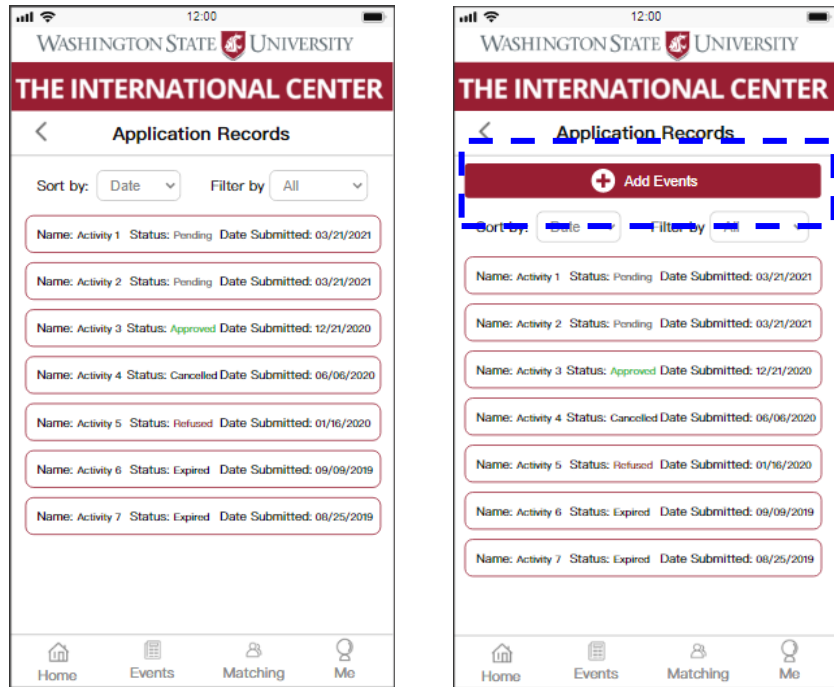 12:00
WASHINGTON STATE UNIVERSITY
THE INTERNATIONAL CENTER
Application Records
Sort by: Date Filter by All
Name: Activity 1 Status: Pending Date Submitted: 03/21/2021
Name: Activity 2 Status: Pending Date Submitted: 03/21/2021
Name: Activity 3 Status: Approved Date Submitted: 12/21/2020
Name: Activity 4 Status: Cancelled Date Submitted: 06/06/2020
Name: Activity 5 Status: Refused Date Submitted: 01/16/2020
Name: Activity 6 Status: Expired Date Submitted: 09/09/2019
Name: Activity 7 Status: Expired Date Submitted: 08/25/2019
Home Events Matching Me
12:00
WASHINGTON STATE UNIVERSITY
THE INTERNATIONAL CENTER
Application Records
Add Events
Sort by: Date Filter by All
Name: Activity 1 Status: Pending Date Submitted: 03/21/2021
Name: Activity 2 Status: Pending Date Submitted: 03/21/2021
Name: Activity 3 Status: Approved Date Submitted: 12/21/2020
Name: Activity 4 Status: Cancelled Date Submitted: 06/06/2020
Name: Activity 5 Status: Refused Date Submitted: 01/16/2020
Name: Activity 6 Status: Expired Date Submitted: 09/09/2019
Name: Activity 7 Status: Expired Date Submitted: 08/25/2019
Home Events Matching Me